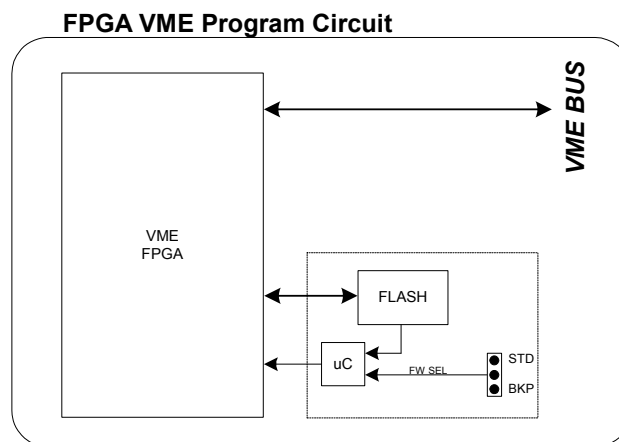 FPGA VME Program Circuit
VME BUS
VME
FPGA
FLASH
uC
FW SEL
STD
BKP